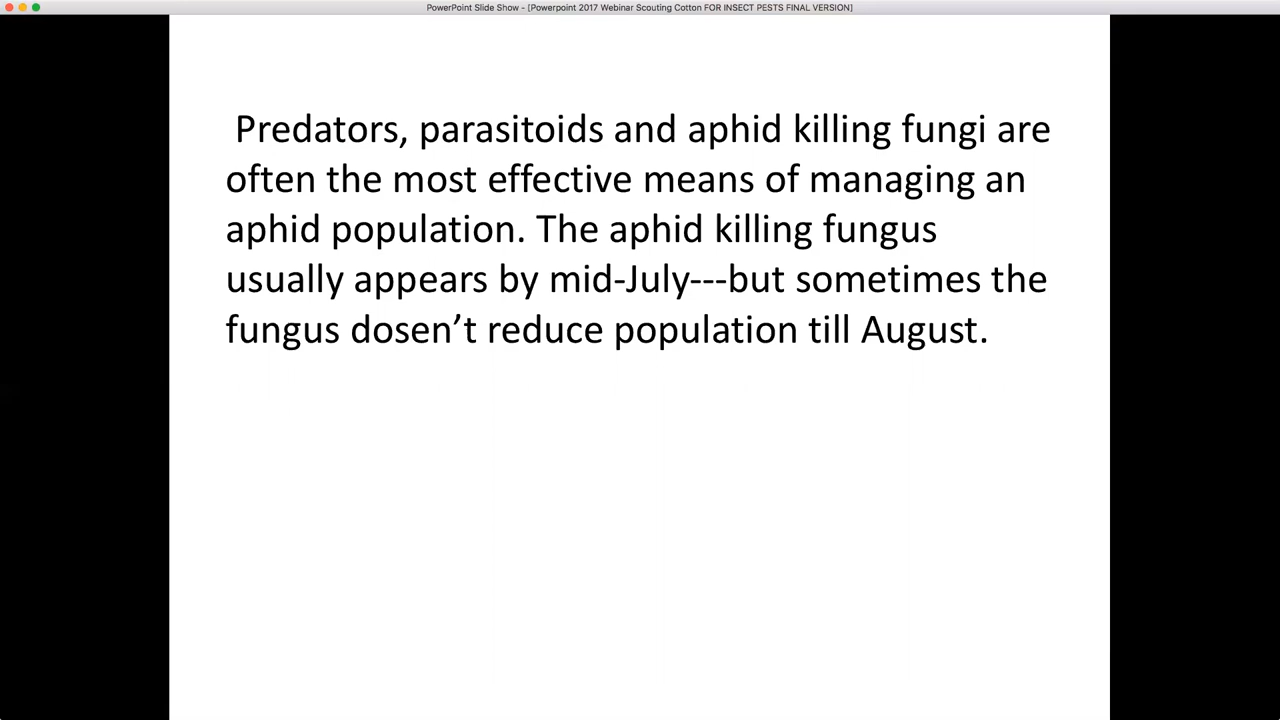 PowerPoint Slide Show - [Powerpoint 2017 Webinar Scouting Cotton FOR INSECT PESTS FINAL VERSION]
Predators, parasitoids and aphid killing fungi are
often the most effective means of managing an
aphid population. The aphid killing fungus
usually appears by mid-July---but sometimes the
fungus dosen’t reduce population till August.